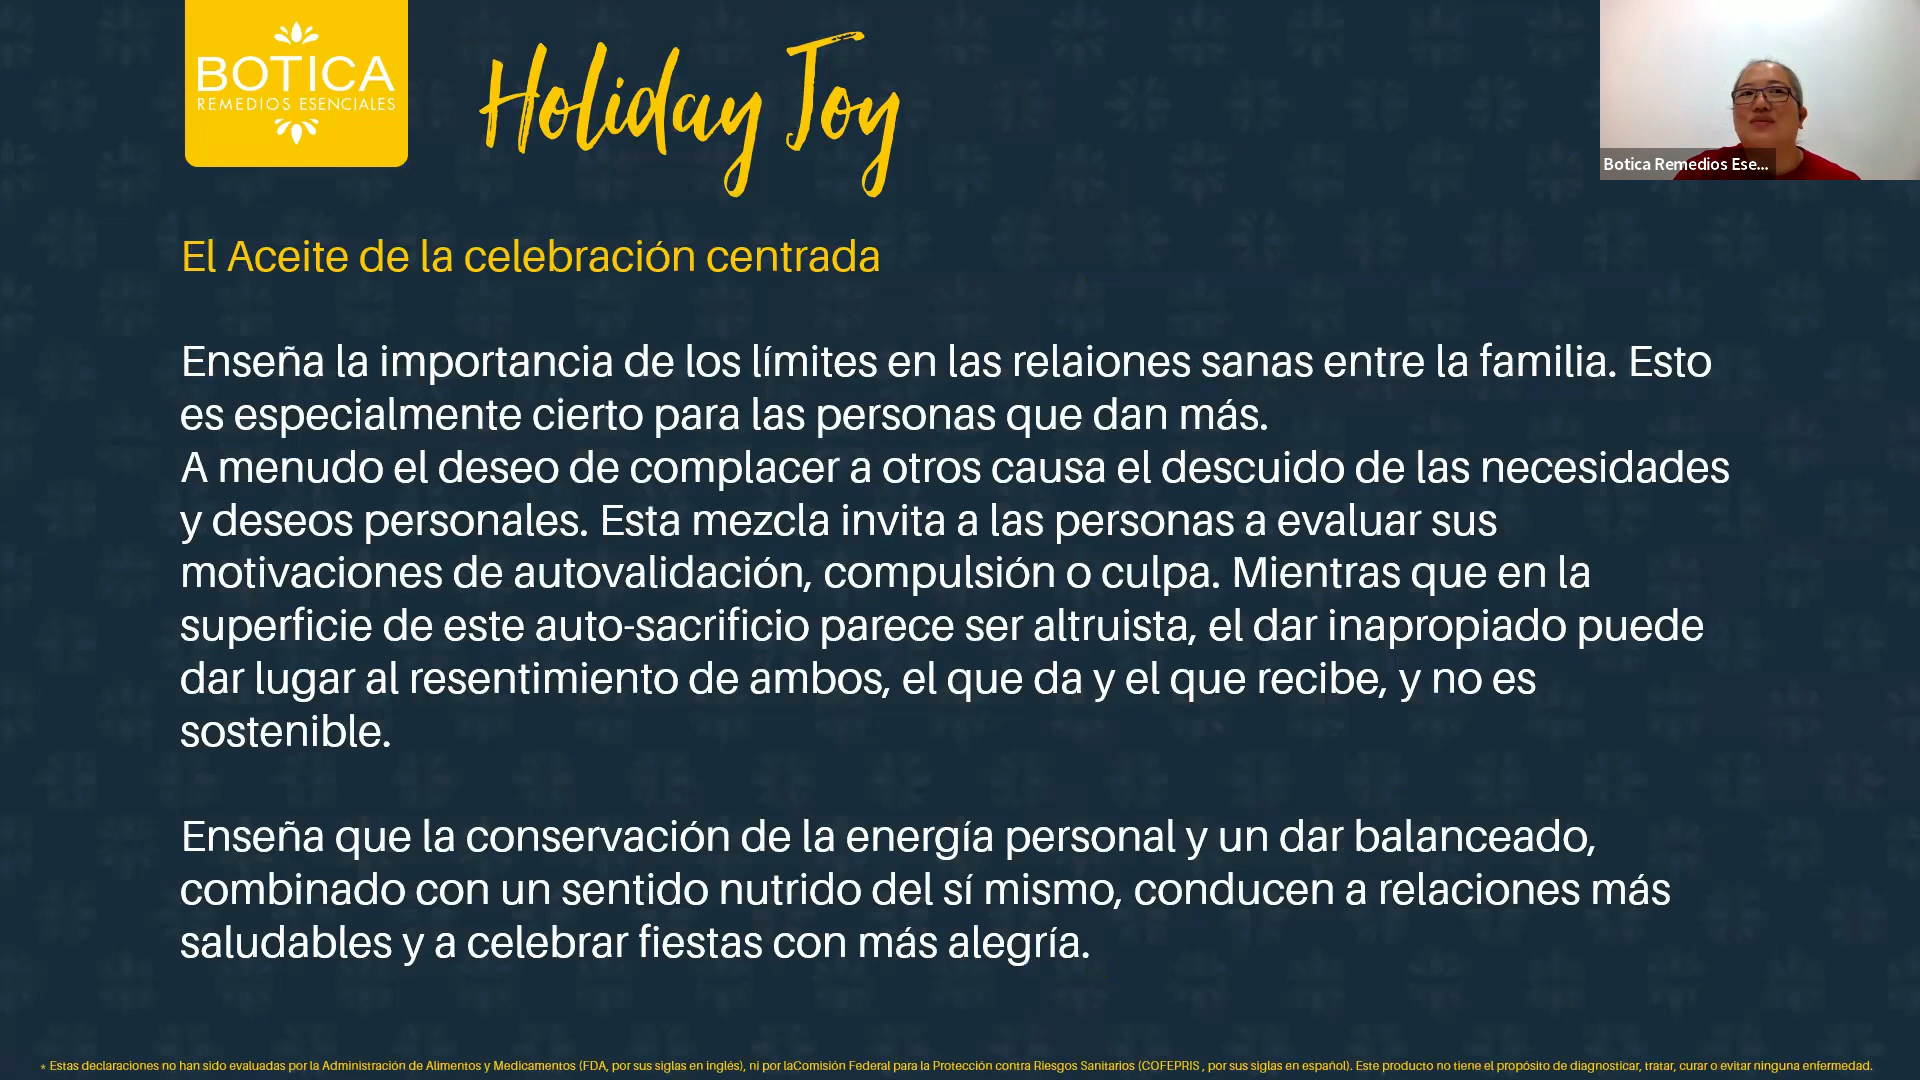 BOTICA
REMEDIOS ESENCIALES
Holiday Joy
Botica Remedios Ese...
El Aceite de la celebración centrada
Enseña la importancia de los límites en las relaiones sanas entre la familia. Esto
es especialmente cierto para las personas que dan más.
A menudo el deseo de complacer a otros causa el descuido de las necesidades
y deseos personales. Esta mezcla invita a las personas a evaluar sus
motivaciones de autovalidación, compulsión o culpa. Mientras que en la
superficie de este auto-sacrificio parece ser altruista, el dar inapropiado puede
dar lugar al resentimiento de ambos, el que da y el que recibe, y no es
sostenible.
Enseña que la conservación de la energía personal y un dar balanceado,
combinado con un sentido nutrido del sí mismo, conducen a relaciones más
saludables y a celebrar fiestas con más alegría.
* Estas declaraciones no han sido evaluadas por la Administración de Alimentos y Medicamentos (FDA, por sus siglas en inglés), ni por laComisión Federal para la Protección contra Riesgos Sanitarios (COFEPRIS , por sus siglas en español). Este producto no tiene el propósito de diagnosticar, tratar, curar o evitar ninguna enfermedad.